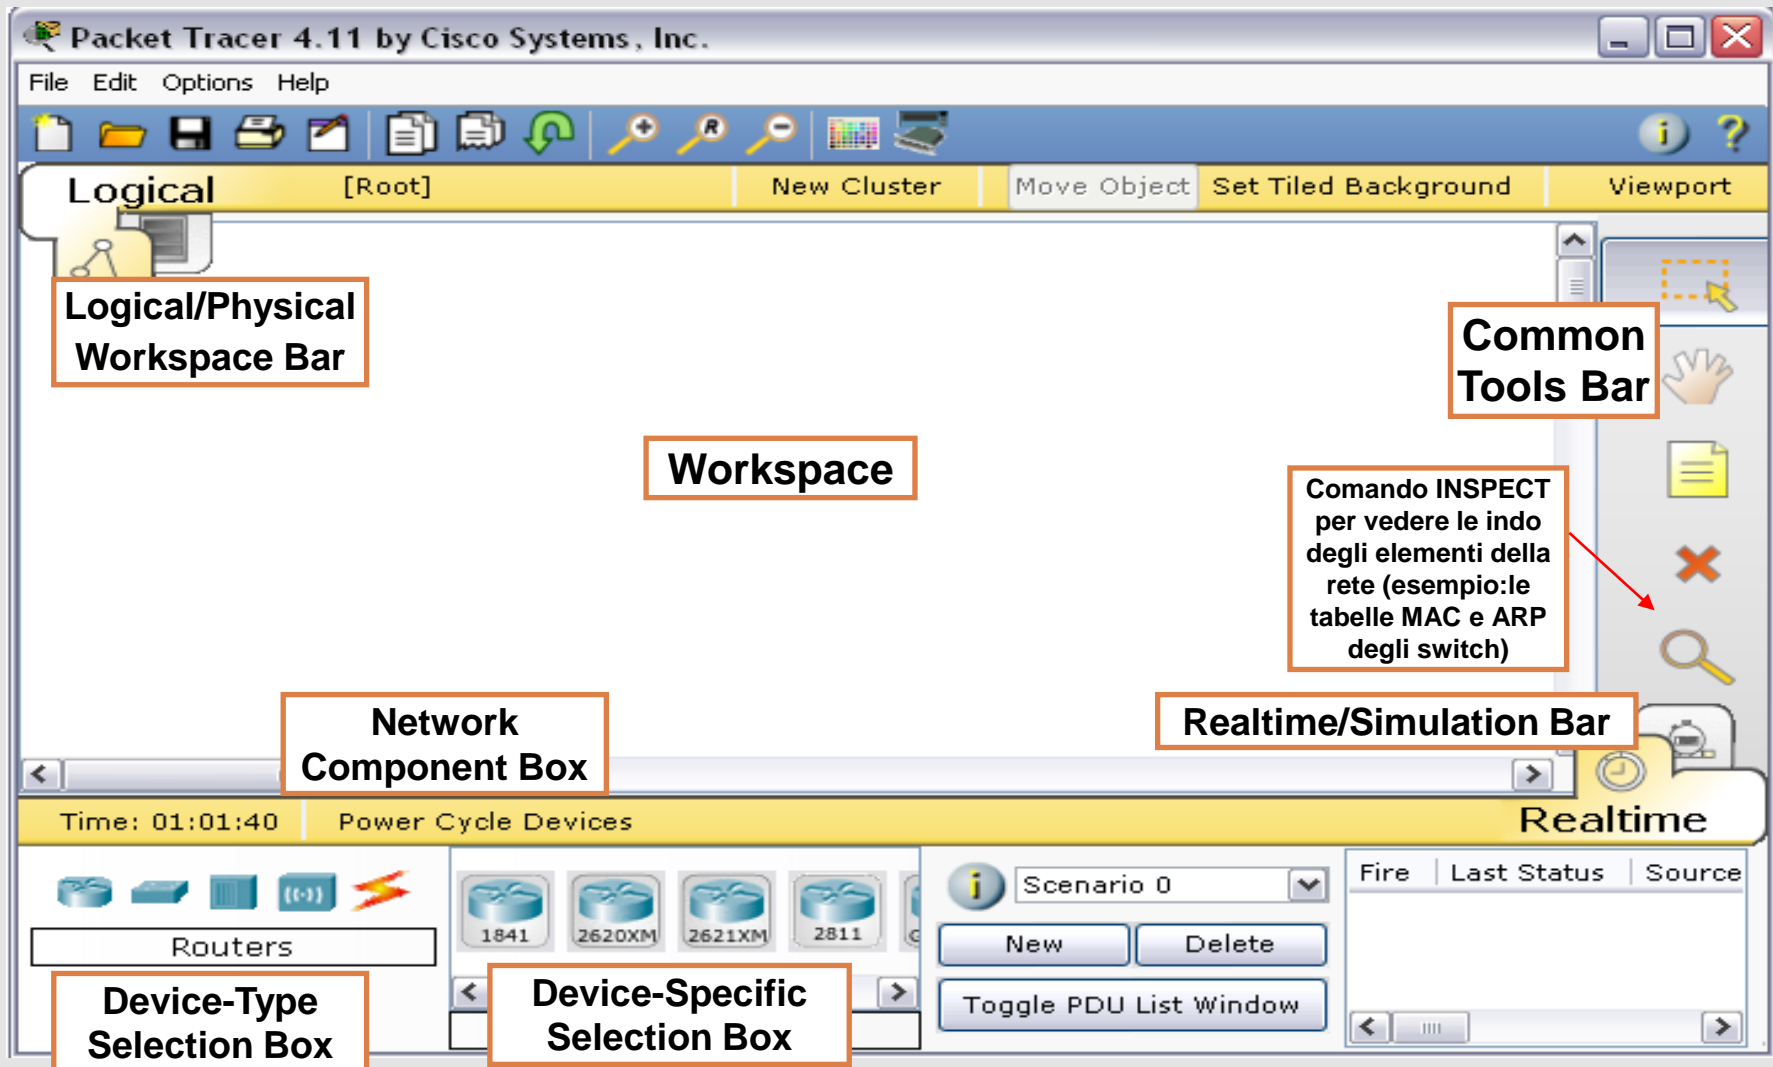 Packet Tracer 4.11 by Cisco Systems, Inc.
File Edit Options Help
R
i ?
Logical [Root] New Cluster Move Object Set Tiled Background Viewport
Logical/Physical
Workspace Bar
Common
Tools Bar
Workspace
Comando INSPECT
per vedere le indo
degli elementi della
rete (esempio:le
tabelle MAC e ARP
degli switch)
Network
Component Box
Realtime/Simulation Bar
Time: 01:01:40 Power Cycle Devices Realtime
i Scenario 0
Fire Last Status Source
1841 2620XM 2621XM 2811
Routers
New Delete
Toggle PDU List Window
Device-Type
Selection Box
Device-Specific
Selection Box